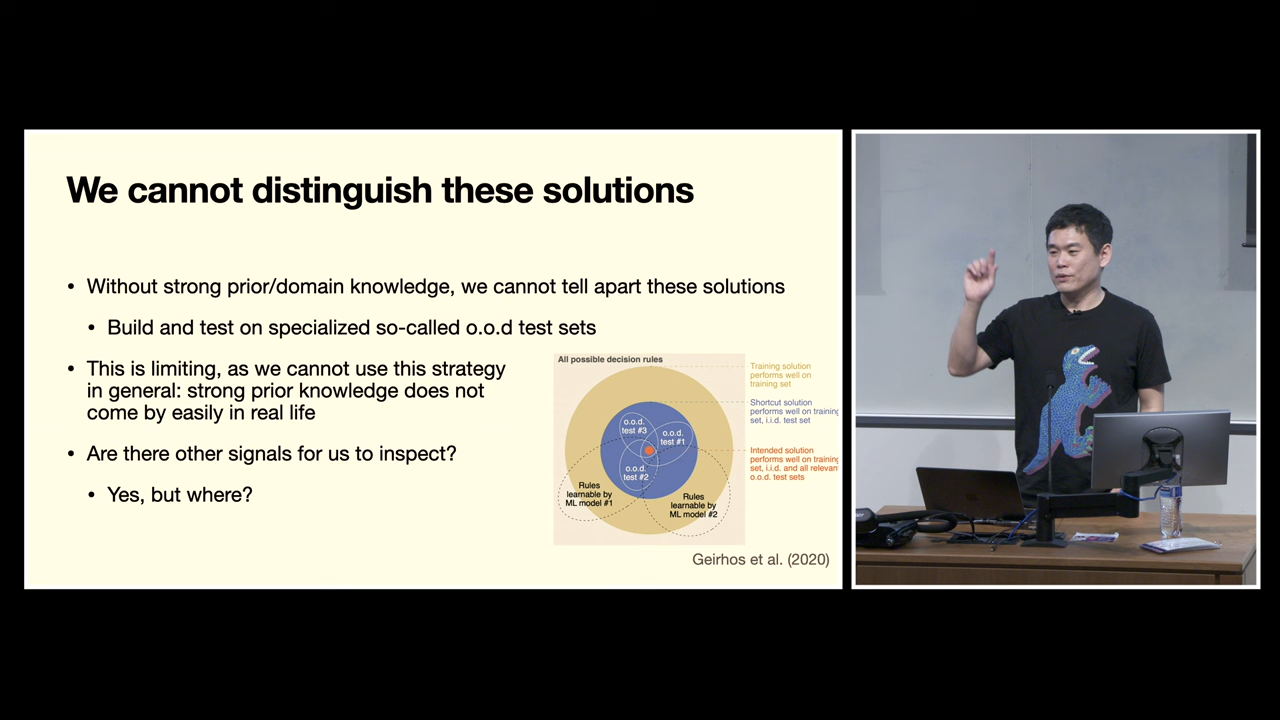 We cannot distinguish these solutions
• Without strong prior/domain knowledge, we cannot tell apart these solutions
• Build and test on specialized so-called o.o.d test sets
• This is limiting, as we cannot use this strategy
in general: strong prior knowledge does not
come by easily in real life
• Are there other signals for us to inspect?
• Yes, but where?
All possible decision rules
o.o.d.
test #3
o.o.d.
test #1
o.o.d.
test #2
Rules
learnable by
ML model #1
Rules
learnable by
ML model #2
Training solution
performs well on
training set
Shortcut solution
performs well on training
set, i.i.d. test set
Intended solution
performs well on training
set, i.i.d. and all relevan
o.o.d. test sets
Geirhos et al. (2020)